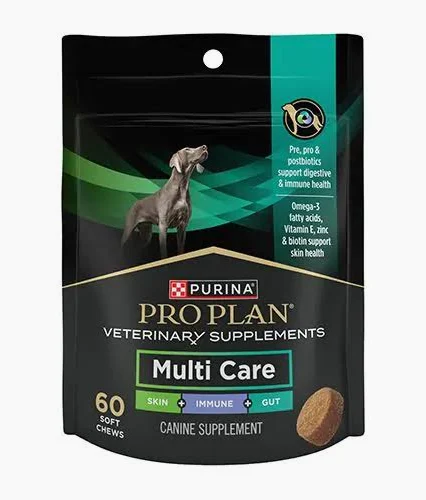 Pre, pro &
postbiotics
support digestive
& immune health
Omega-3
fatty acids,
Vitamin E, zinc
& biotin support
skin health
PURINA®
PRO PLAN®
VETERINARY SUPPLEMENTS
Multi Care
SKIN + IMMUNE + GUT
60
SOFT
CHEWS
CANINE SUPPLEMENT